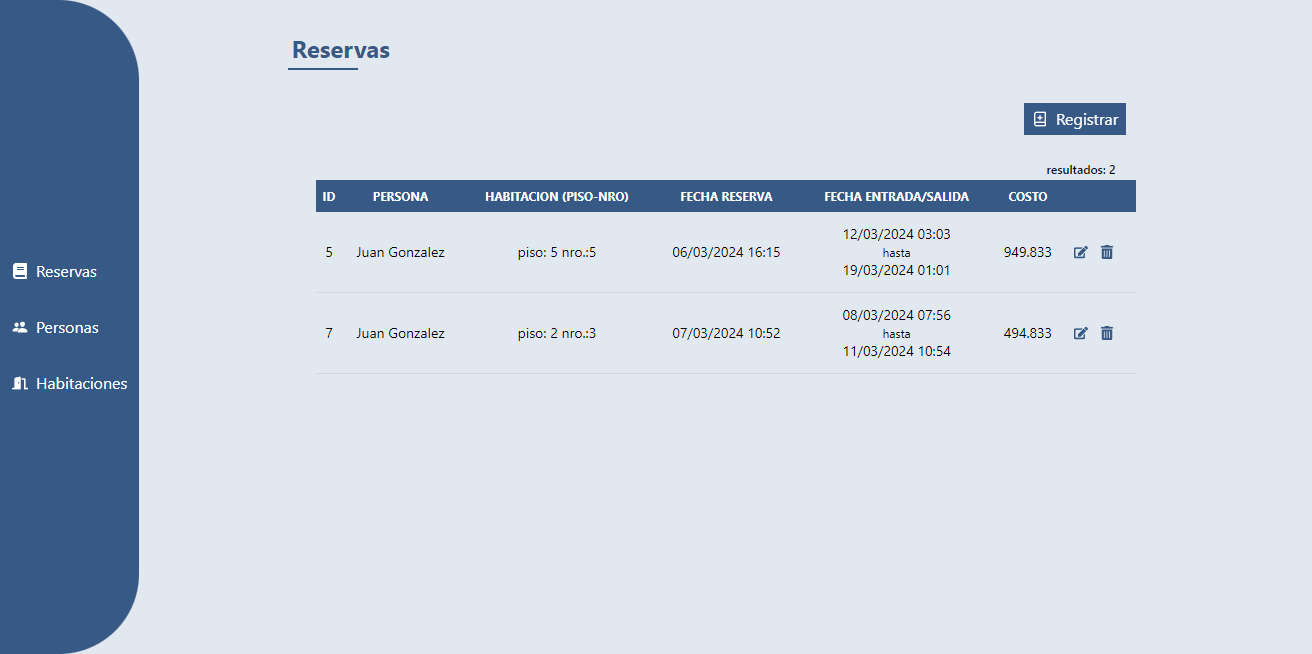 Reservas
Personas
Habitaciones
Reservas
Registrar
resultados: 2
ID PERSONA HABITACION (PISO-NRO) FECHA RESERVA FECHA ENTRADA/SALIDA COSTO
5 Juan Gonzalez piso: 5 nro.:5 06/03/2024 16:15 12/03/2024 03:03
hasta
19/03/2024 01:01 949.833
7 Juan Gonzalez piso: 2 nro.:3 07/03/2024 10:52 08/03/2024 07:56
hasta
11/03/2024 10:54 494.833